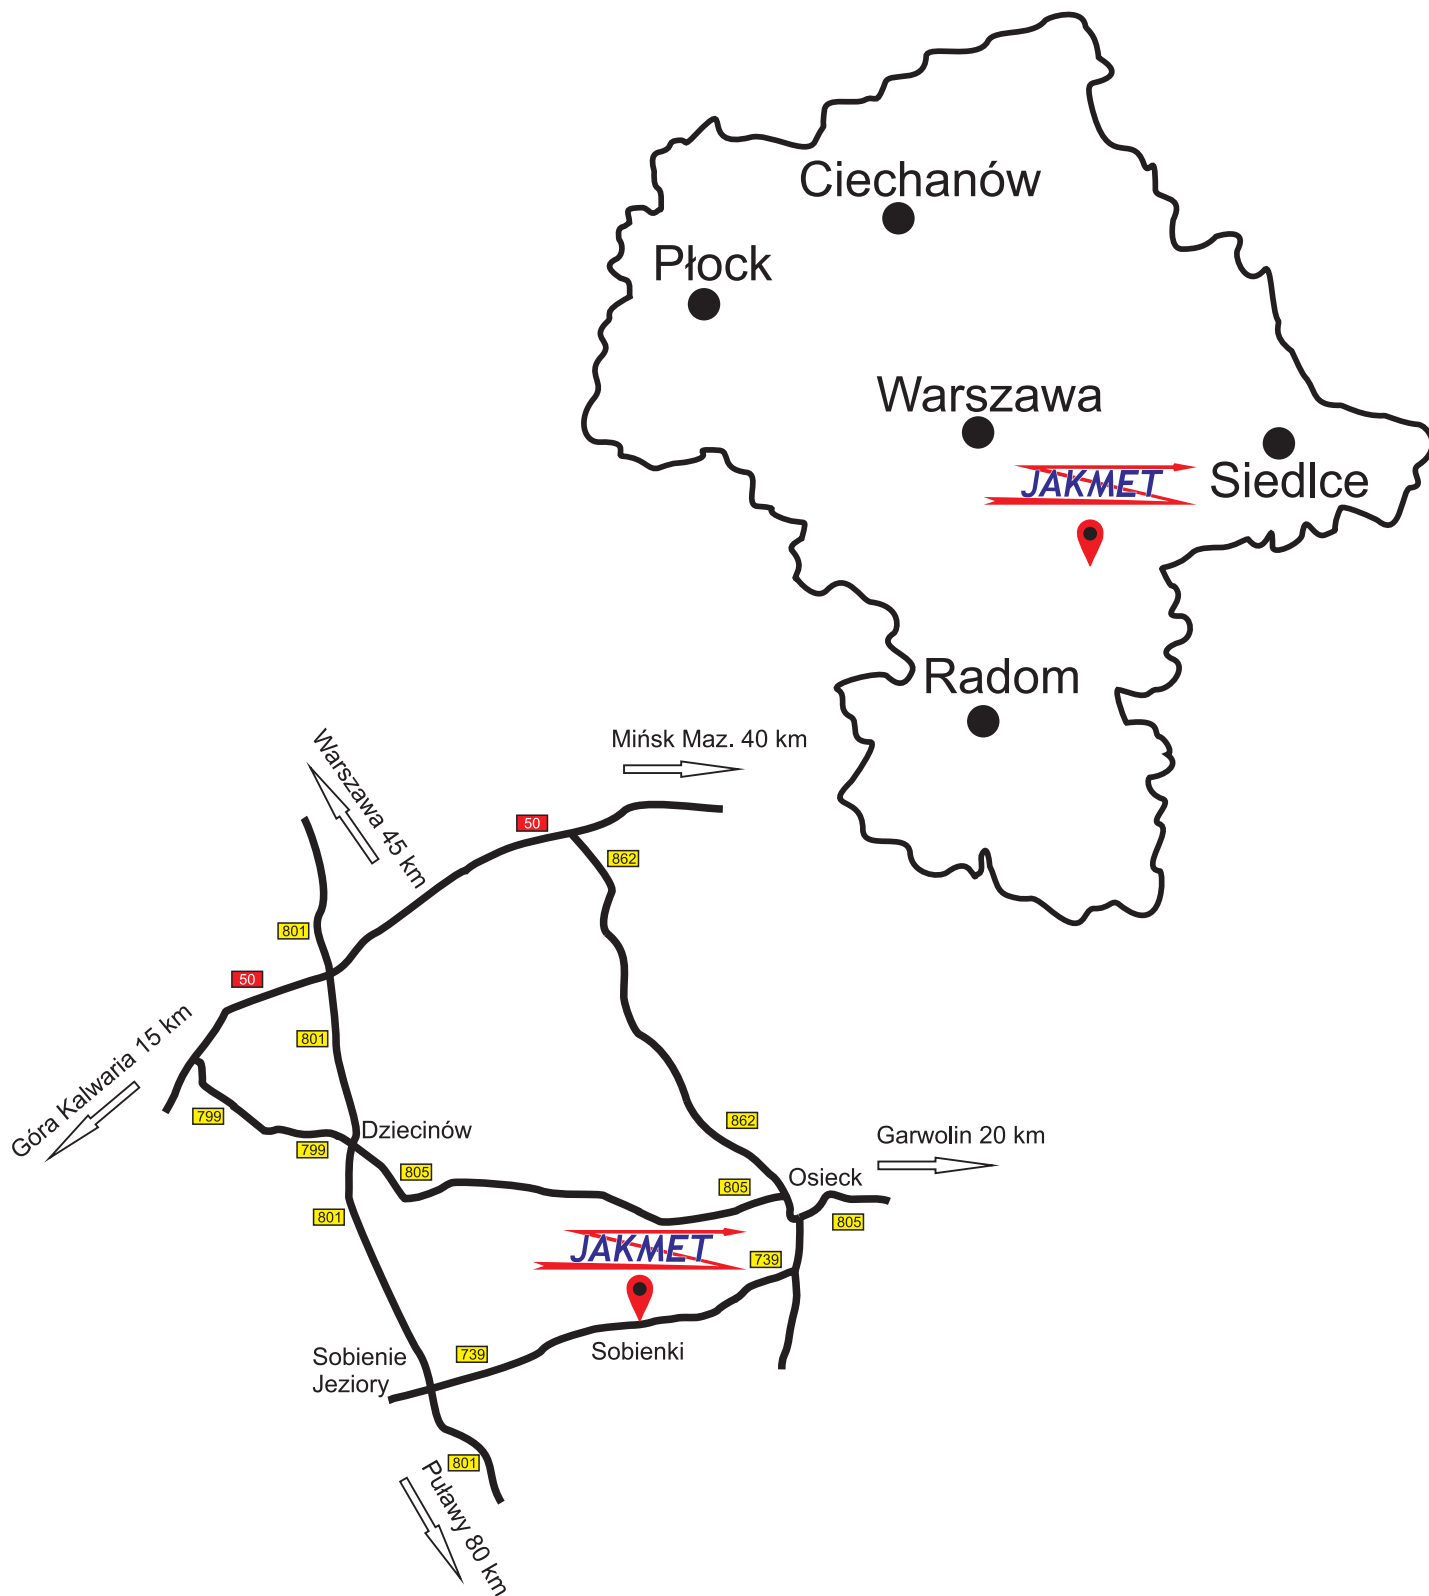 Ciechanów
Płock
Warszawa
JAKMET
Siedlce
Radom
Warszawa 45 km
Mińsk Maz. 40 km
50
862
801
50
801
Góra Kalwaria 15 km
799
799
Dziecinów
805
862
Garwolin 20 km
Osieck
805
805
801
JAKMET
739
Sobienki
739
Sobienie
Jeziory
801
Puławy 80 km